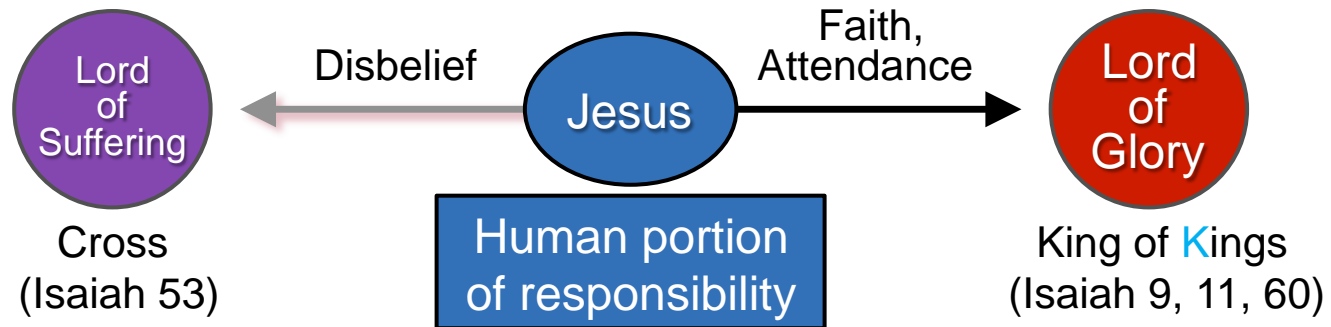 Lord
of
Suffering
Disbelief
Jesus
Faith,
Attendance
Lord
of
Glory
Cross
(Isaiah 53)
Human portion
of responsibility
King of Kings
(Isaiah 9, 11, 60)